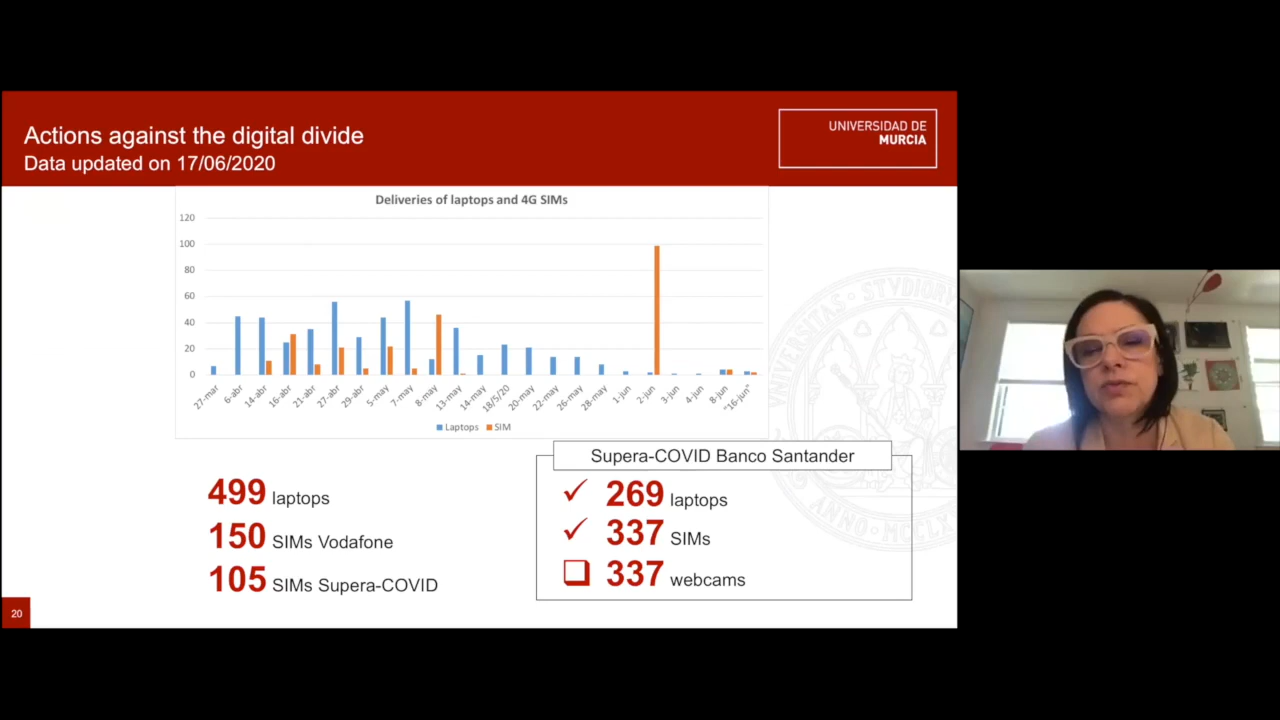 Actions against the digital divide
Data updated on 17/06/2020
UNIVERSIDAD DE
MURCIA
Deliveries of laptops and 4G SIMs
120
100
80
60
40
20
0
27-mar
6-abr
14-abr
16-abr
21-abr
27-abr
29-abr
5-may
7-may
8-may
13-may
14-may
18/5/20
20-may
22-may
26-may
28-may
1-jun
2-jun
3-jun
4-jun
8-jun
"16-jun"
Laptops SIM
499 laptops
150 SIMs Vodafone
105 SIMs Supera-COVID
Supera-COVID Banco Santander
269 laptops
337 SIMs
337 webcams
20